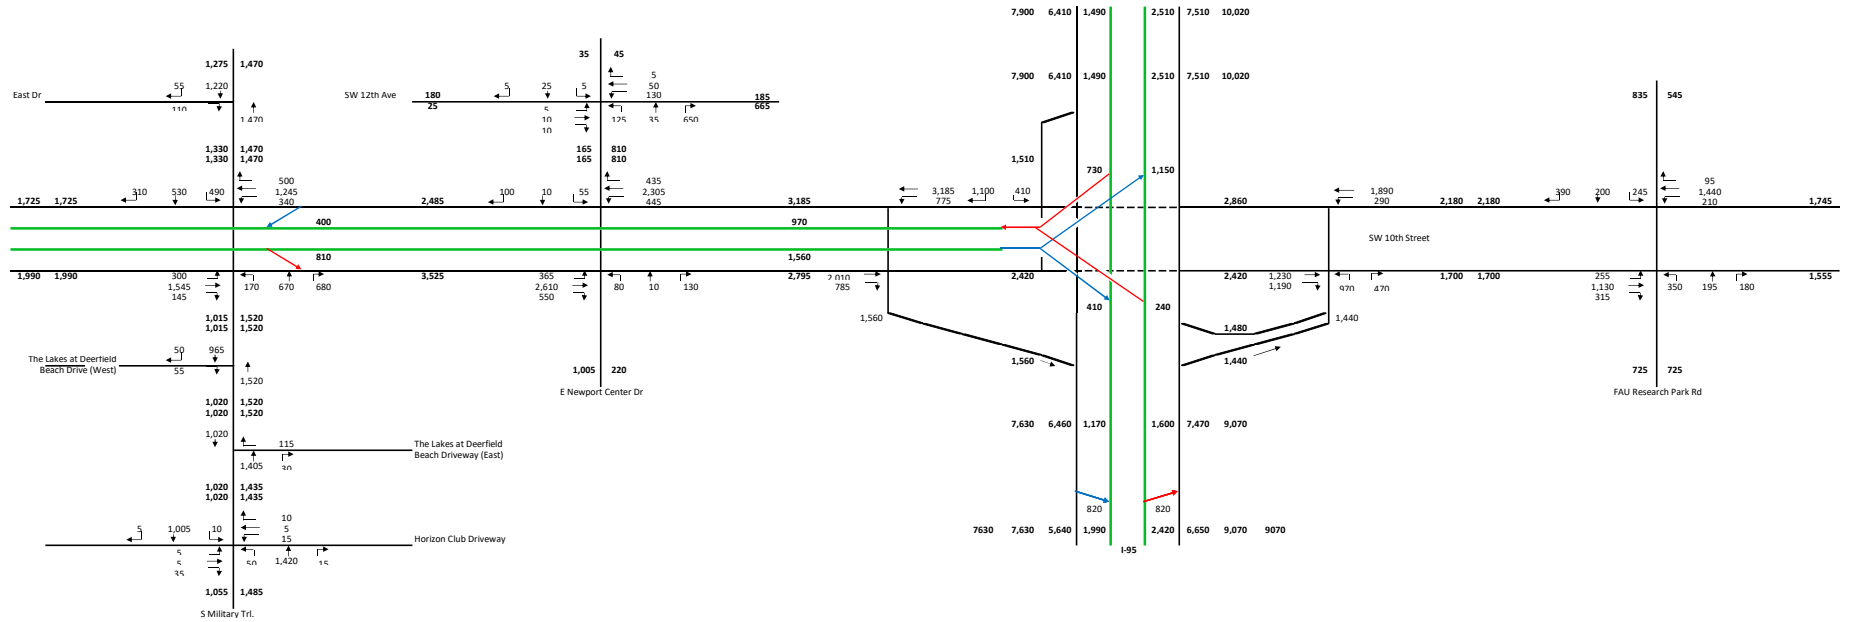 7,900 6,410 1,490 2,510 7,510 10,020
35 45
1,275 1,470
7,900 6,410 1,490 2,510 7,510 10,020
5
55 1,220 5 25 5 50
East Dr SW 12th Ave 180 130 185 835 545
25 665
110 5
1,470 10 125 35 650
10
1,330 1,470 165 810
1,330 1,470 165 810 1,510
730 1,150
500 435 95
310 530 490 1,245 100 10 55 2,305 3,185 1,100 410 1,890 390 200 245 1,440
340 445 775 290 210
1,725 1,725 2,485 3,185 2,860 2,180 2,180 1,745
400 970
SW 10th Street
810 1,560
1,990 1,990 3,525 2,795 2,420 2,420 1,700 1,700 1,555
300 365 2,010 1,230 255
1,545 170 670 680 2,610 80 10 130 785 1,190 970 470 1,130 350 195 180
145 550 315
410 240
1,015 1,520 1,560 1,440
1,015 1,520 1,480
50 965
The Lakes at Deerfield
Beach Drive (West) 55 1,560 1,440
1,005 220 725 725
1,520
E Newport Center Dr FAU Research Park Rd
1,020 1,520
1,020 1,520
7,630 6,460 1,170 1,600 7,470 9,070
1,020
115 The Lakes at Deerfield
Beach Driveway (East)
1,405 30
1,020 1,435
1,020 1,435
820 820
10
5 1,005 10 5
7630 7,630 5,640 1,990 2,420 6,650 9,070 9070
15 Horizon Club Driveway
I-95
5
5 50 1,420 15
35
1,055 1,485
S Military Trl.